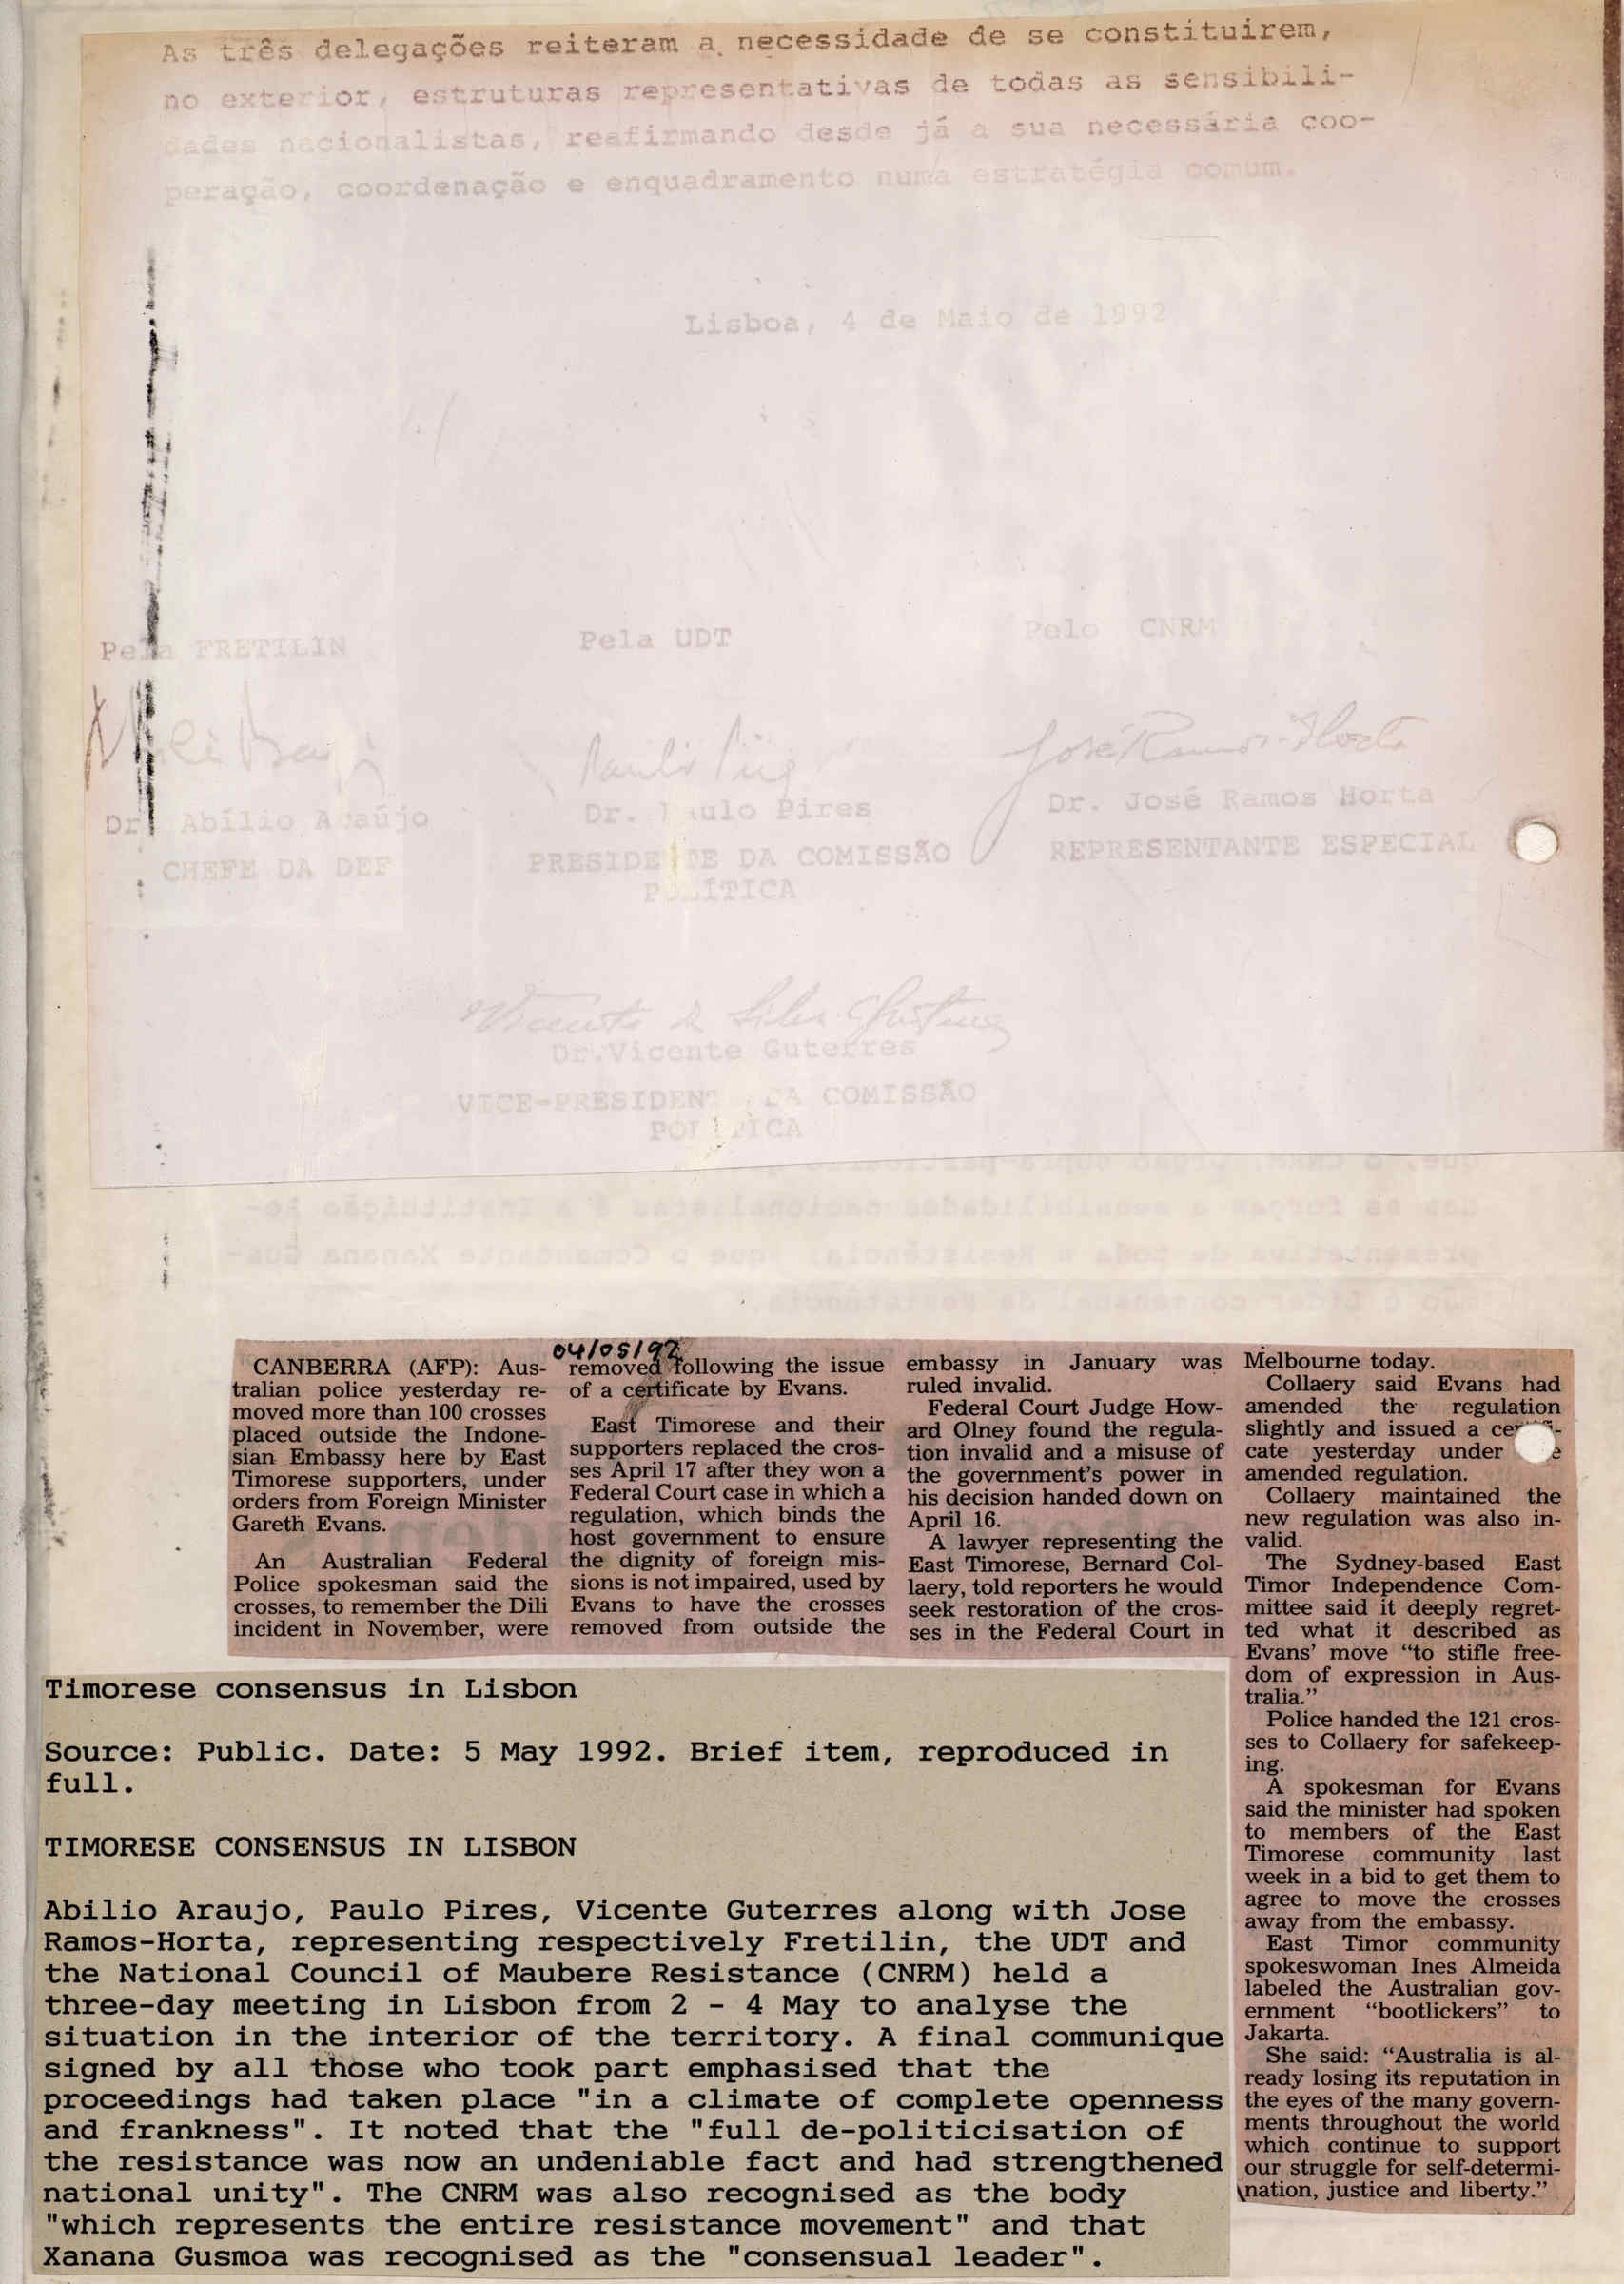 As três delegações reiteram a necessidade de se constituirem,
no exterior, estruturas representativas de todas as sensibili-
dades nacionalistas, reafirmando desde já a sua necessária coo-
peração, coordenação e enquadramento numa estratégia comum.
Lisboa, 4 de Maio de 1992
Pela FRETILIN
Pela UDT
Pelo CNRM
José Ramos-Horta
Dr. Abílio Araújo
CHEFE DA DEF
Paulo Pires
Dr. Paulo Pires
PRESIDENTE DA COMISSÃO
POLÍTICA
Dr. José Ramos Horta
REPRESENTANTE ESPECIAL
Dr.Vicente Guterres
VICE-PRESIDENTE DA COMISSÃO
POLÍTICA
04/05/92
CANBERRA (AFP): Aus-
tralian police yesterday re-
moved more than 100 crosses
placed outside the Indone-
sian Embassy here by East
Timorese supporters, under
orders from Foreign Minister
Gareth Evans.
An Australian Federal
Police spokesman said the
crosses, to remember the Dili
incident in November, were
removed following the issue
of a certificate by Evans.
East Timorese and their
supporters replaced the cros-
ses April 17 after they won a
Federal Court case in which a
regulation, which binds the
host government to ensure
the dignity of foreign mis-
sions is not impaired, used by
Evans to have the crosses
removed from outside the
embassy in January was
ruled invalid.
Federal Court Judge How-
ard Olney found the regula-
tion invalid and a misuse of
the government's power in
his decision handed down on
April 16.
A lawyer representing the
East Timorese, Bernard Col-
laery, told reporters he would
seek restoration of the cros-
ses in the Federal Court in
Melbourne today.
Collaery said Evans had
amended the regulation
slightly and issued a certifi-
cate yesterday under
amended regulation.
Collaery maintained the
new regulation was also in-
valid.
The Sydney-based East
Timor Independence Com-
mittee said it deeply regret-
ted what it described as
Evans' move “to stifle free-
dom of expression in Aus-
tralia.”
Police handed the 121 cros-
ses to Collaery for safekeep-
ing.
A spokesman for Evans
said the minister had spoken
to members of the East
Timorese community last
week in a bid to get them to
agree to move the crosses
away from the embassy.
East Timor community
spokeswoman Ines Almeida
labeled the Australian gov-
ernment “bootlickers” to
Jakarta.
She said: “Australia is al-
ready losing its reputation in
the eyes of the many govern-
ments throughout the world
which continue to support
our struggle for self-determi-
nation, justice and liberty.”
Timorese consensus in Lisbon
Source: Public. Date: 5 May 1992. Brief item, reproduced in
full.
TIMORESE CONSENSUS IN LISBON
Abilio Araujo, Paulo Pires, Vicente Guterres along with Jose
Ramos-Horta, representing respectively Fretilin, the UDT and
the National Council of Maubere Resistance (CNRM) held a
three-day meeting in Lisbon from 2 - 4 May to analyse the
situation in the interior of the territory. A final communique
signed by all those who took part emphasised that the
proceedings had taken place "in a climate of complete openness
and frankness". It noted that the "full de-politicisation of
the resistance was now an undeniable fact and had strengthened
national unity". The CNRM was also recognised as the body
"which represents the entire resistance movement" and that
Xanana Gusmoa was recognised as the "consensual leader".